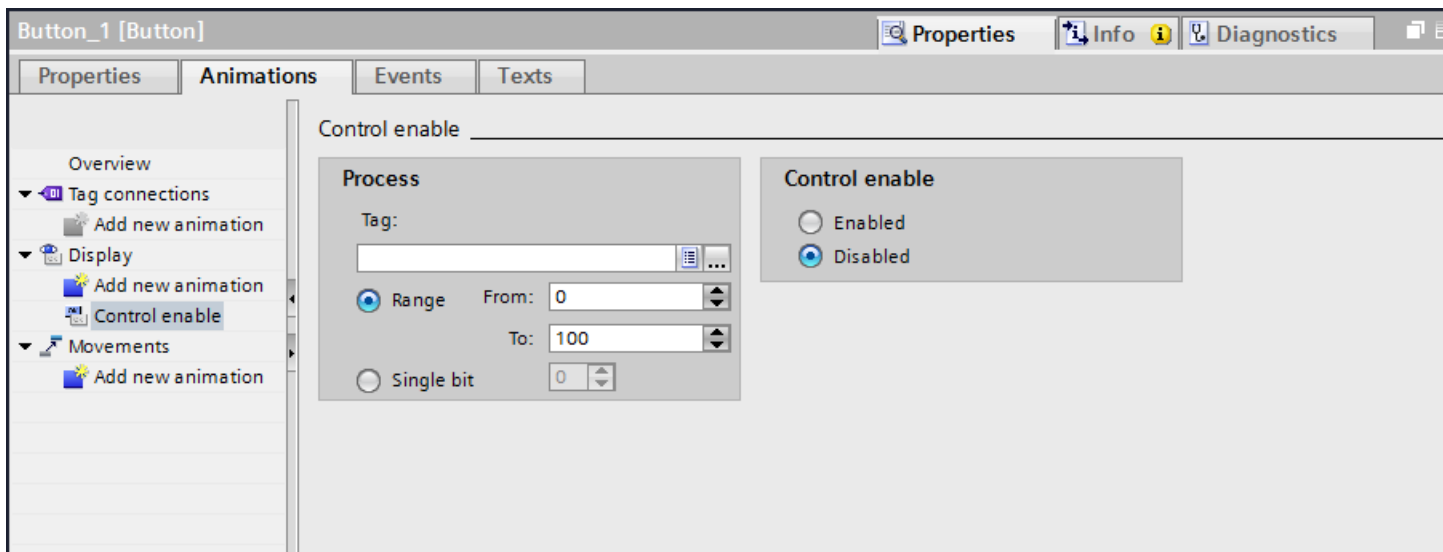 Button_1 [Button]
Properties Info Diagnostics
Properties Animations Events Texts
Overview
Tag connections
Add new animation
Display
Add new animation
Control enable
Movements
Add new animation
Control enable
Process
Tag:
...
Range From: 0
To: 100
Single bit 0
Control enable
Enabled
Disabled